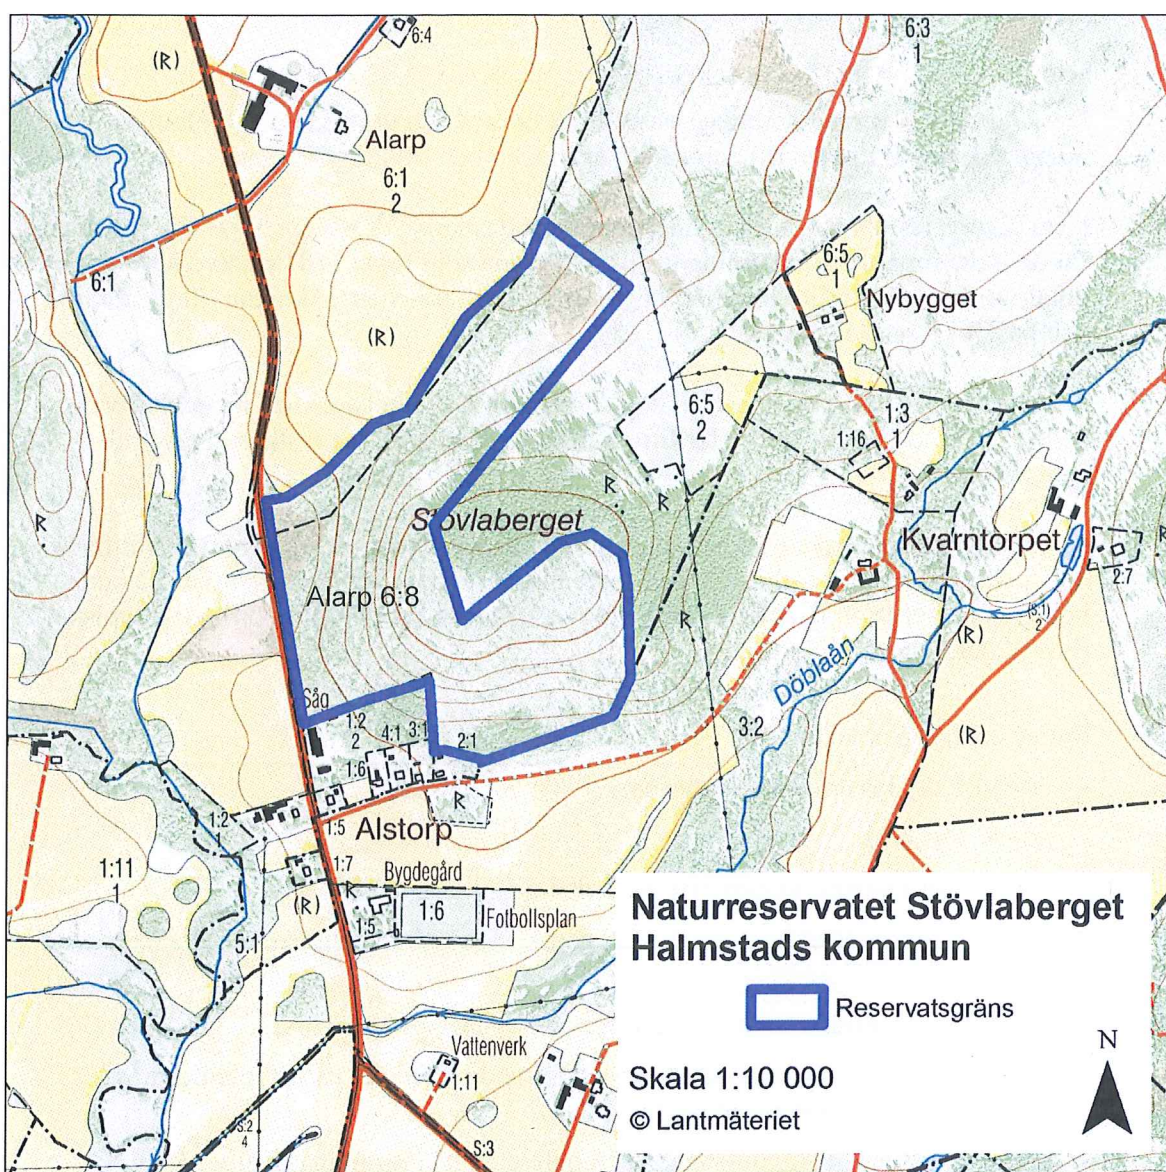 6:4
6:3
1
(R)
Alarp
6:1
2
6:1
6:5
1
Nybygget
(R)
6:5
2
1:3
1
1:16
R
R
R
Stövlaberget
Kvarntorpet
R
2:7
Alarp 6:8
(S:1)
2
R
(R)
Döblaån
Såg
1:2
2
4:1
3:1
2:1
3:2
(R)
1:6
R
1:2
1
1:5
Alstorp
1:11
1
1:7
Bygdegård
R
(R)
1:6
Fotbollsplan
1:5
5:1
Naturreservatet Stövlaberget
Halmstads kommun
Reservatsgräns
N
Vattenverk
1:11
Skala 1:10 000
© Lantmäteriet
S:2
4
S:3